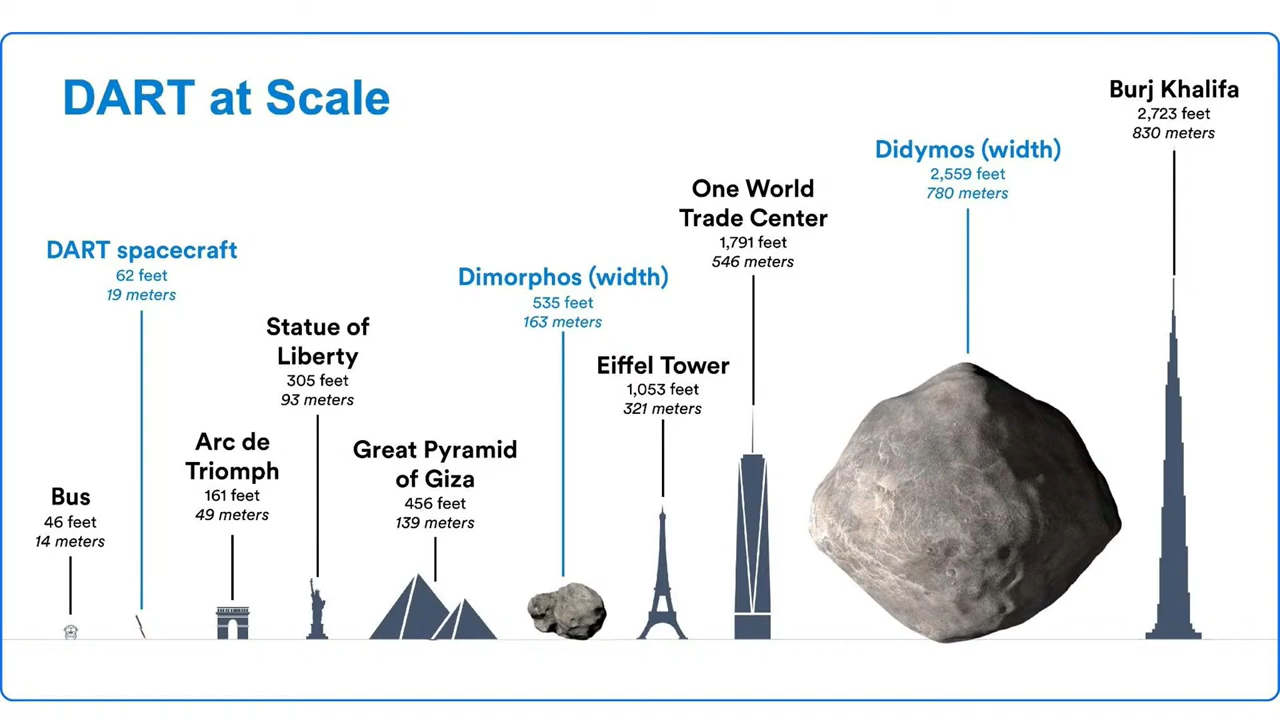 DART at Scale
Bus
46 feet
14 meters
DART spacecraft
62 feet
19 meters
Arc de
Triomph
161 feet
49 meters
Statue of
Liberty
305 feet
93 meters
Great Pyramid
of Giza
456 feet
139 meters
Dimorphos (width)
535 feet
163 meters
Eiffel Tower
1,053 feet
321 meters
One World
Trade Center
1,791 feet
546 meters
Didymos (width)
2,559 feet
780 meters
Burj Khalifa
2,723 feet
830 meters